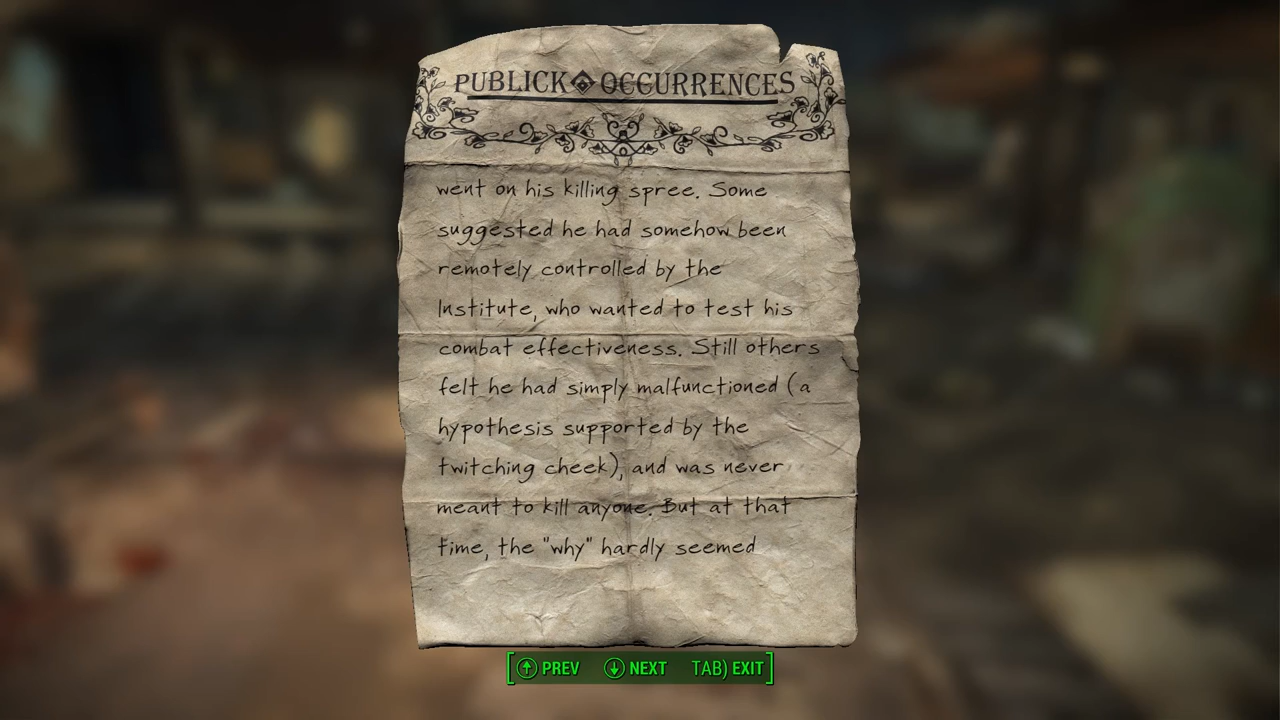 PUBLICK OCCURRENCES
went on his killing spree. Some
suggested he had somehow been
remotely controlled by the
Institute, who wanted to test his
combat effectiveness. Still others
felt he had simply malfunctioned (a
hypothesis supported by the
twitching cheek), and was never
meant to kill anyone. But at that
time, the "why" hardly seemed
PREV NEXT TAB) EXIT